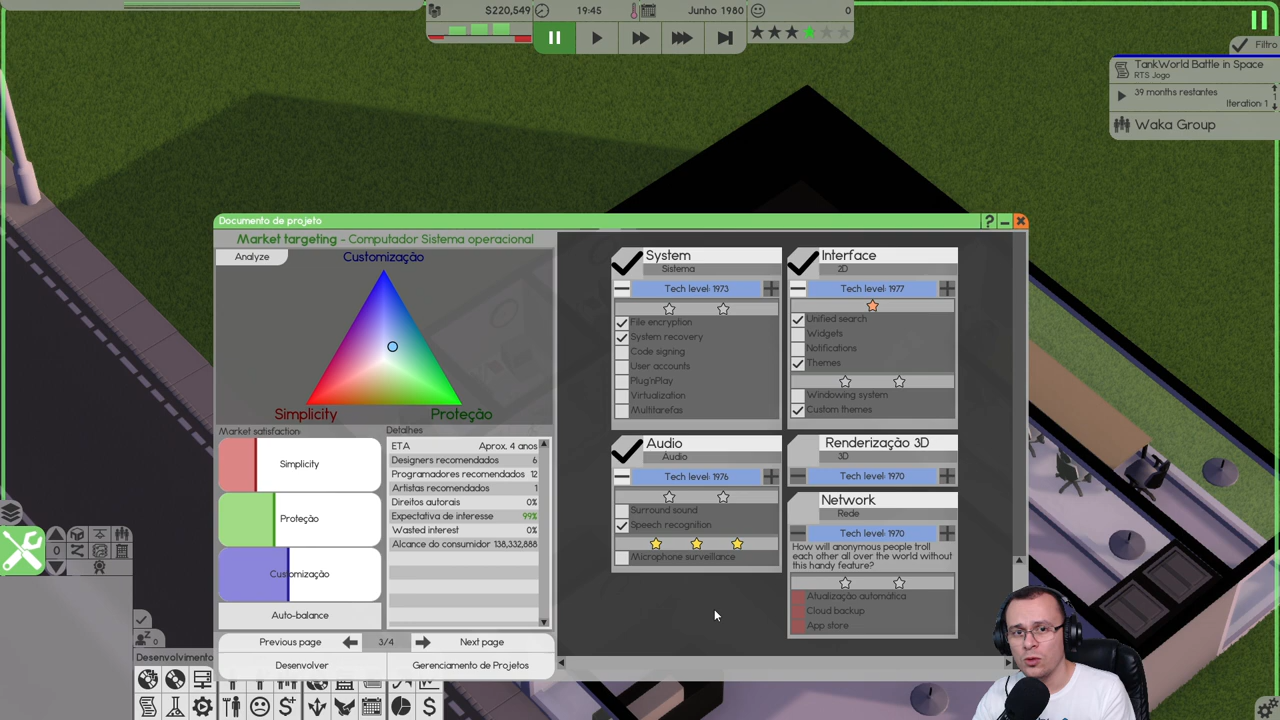 $220,549
19:45
Junho 1980
0
Filtro
TankWorld Battle in Space
RTS Jogo
39 months restantes
1
Iteration: 1
Waka Group
Documento de projeto
?
Market targeting - Computador Sistema operacional
Analyze
Customização
Simplicity
Proteção
Market satisfaction
Simplicity
Proteção
Customização
Auto-balance
Detalhes
ETA Aprox. 4 anos
Designers recomendados 6
Programadores recomendados 12
Artistas recomendados 1
Direitos autorais 0%
Expectativa de interesse 99%
Wasted interest 0%
Alcance do consumidor 138,332,888
Previous page 3/4 Next page
Desenvolver Gerenciamento de Projetos
System
Sistema
Tech level: 1973
File encryption
System recovery
Code signing
User accounts
Plug'nPlay
Virtualization
Multitarefas
Interface
2D
Tech level: 1977
Unified search
Widgets
Notifications
Themes
Windowing system
Custom themes
Audio
Áudio
Tech level: 1976
Surround sound
Speech recognition
Microphone surveillance
Renderização 3D
3D
Tech level: 1970
Network
Rede
Tech level: 1970
How will anonymous people troll
each other all over the world without
this handy feature?
Atualização automática
Cloud backup
App store
0
Z 0
Desenvolvimento